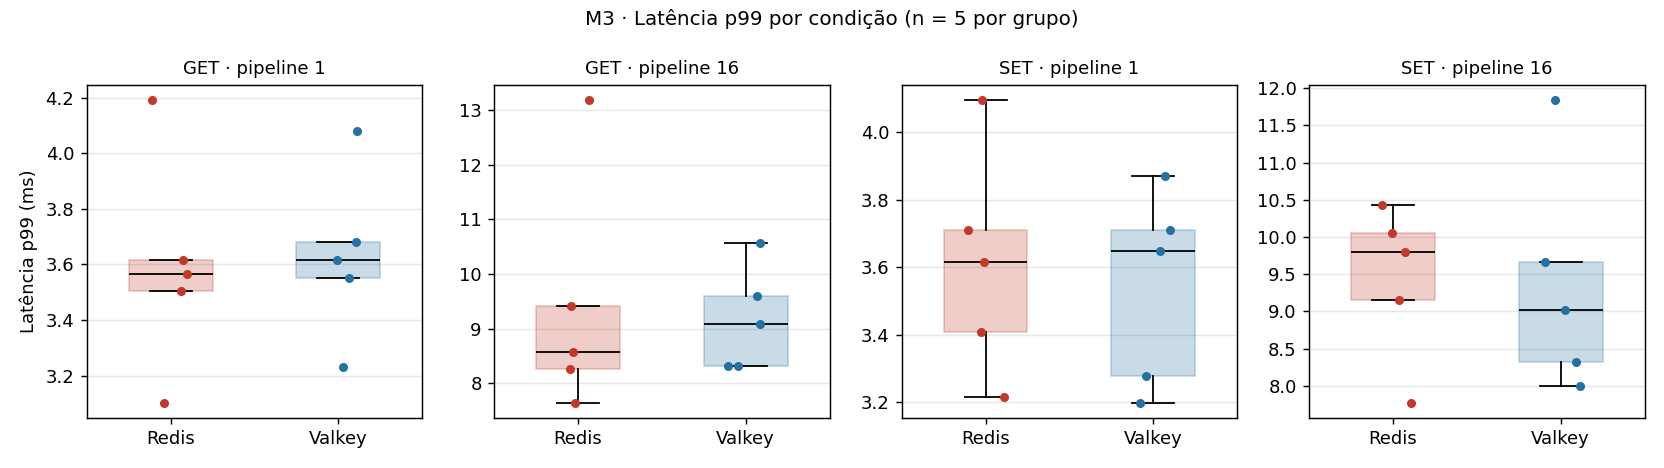 M3 · Latência p99 por condição (n = 5 por grupo)
GET · pipeline 1
Latência p99 (ms)
4.2
4.0
3.8
3.6
3.4
3.2
Redis
Valkey
GET · pipeline 16
13
12
11
10
9
8
Redis
Valkey
SET · pipeline 1
4.0
3.8
3.6
3.4
3.2
Redis
Valkey
SET · pipeline 16
12.0
11.5
11.0
10.5
10.0
9.5
9.0
8.5
8.0
Redis
Valkey